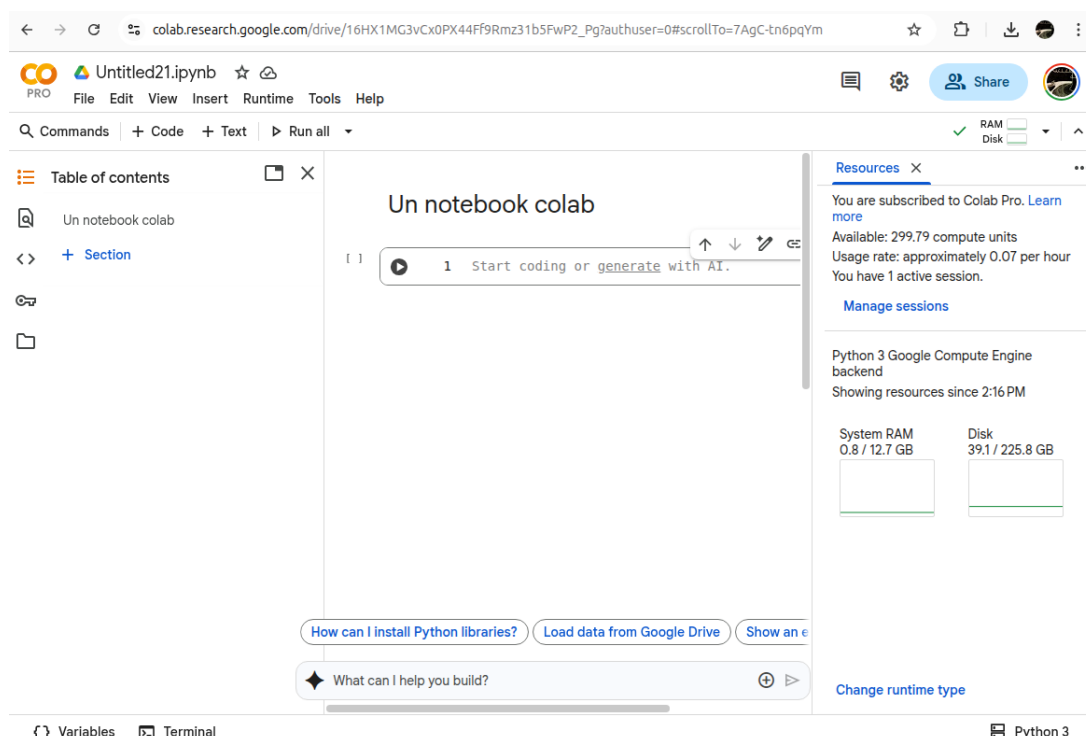 colab.research.google.com/drive/16HX1MG3vCx0PX44Ff9Rmz31b5FwP2_Pg?authuser=0#scrollTo=7AgC-tn6pqYm
CO
PRO
Untitled21.ipynb
File Edit View Insert Runtime Tools Help
Share
Commands + Code + Text Run all
RAM
Disk
Table of contents
Un notebook colab
+ Section
Un notebook colab
[ ]
1 Start coding or generate with AI.
How can I install Python libraries?
Load data from Google Drive
Show an e
What can I help you build?
Resources
You are subscribed to Colab Pro. Learn
more
Available: 299.79 compute units
Usage rate: approximately 0.07 per hour
You have 1 active session.
Manage sessions
Python 3 Google Compute Engine
backend
Showing resources since 2:16 PM
System RAM
0.8 / 12.7 GB
Disk
39.1 / 225.8 GB
Change runtime type
Variables Terminal
Python 3